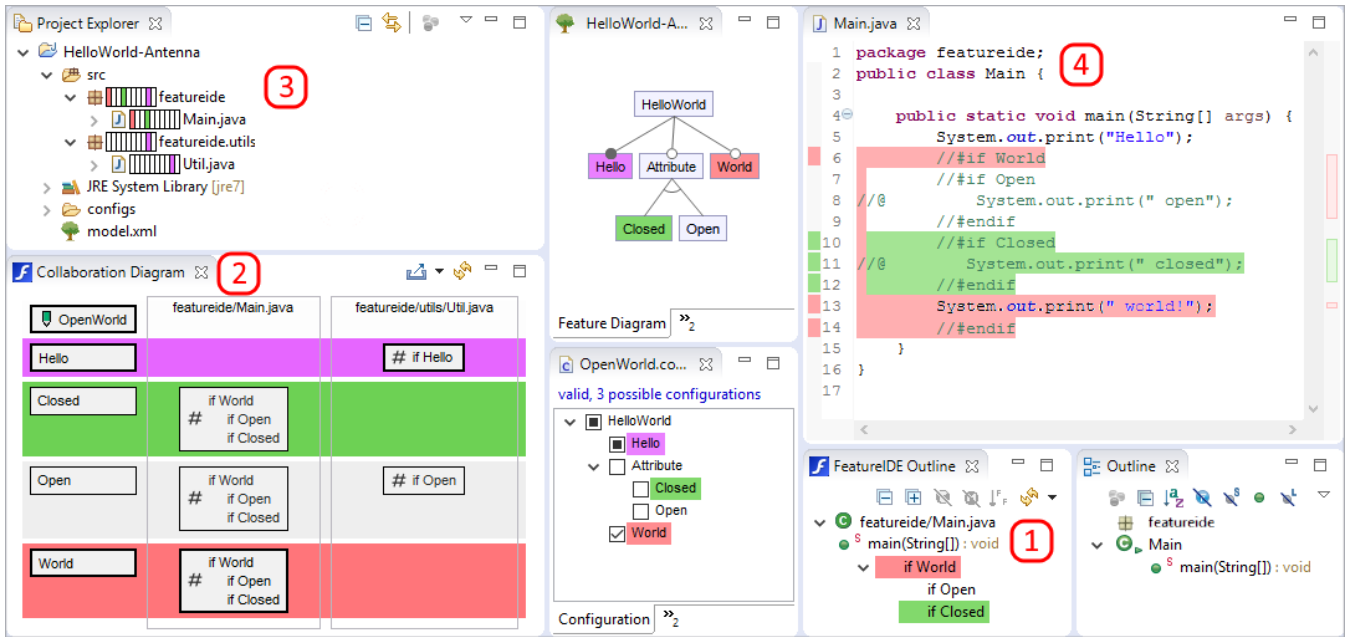 Project Explorer
HelloWorld-Antenna
src
featureide
Main.java
featureide.utils
Util.java
JRE System Library [jre7]
configs
model.xml
3
Collaboration Diagram
2
OpenWorld
featureide/Main.java
featureide/utils/Util.java
Hello
# if Hello
Closed
if World
# if Open
if Closed
Open
if World
# if Open
if Closed
# if Open
World
if World
# if Open
if Closed
HelloWorld-A...
HelloWorld
Hello
Attribute
World
Closed
Open
Feature Diagram
»2
OpenWorld.co...
valid, 3 possible configurations
HelloWorld
Hello
Attribute
Closed
Open
World
Configuration
»2
Main.java
4
1 package featureide;
2 public class Main {
3
4 public static void main(String[] args) {
5 System.out.print("Hello");
6 //#if World
7 //#if Open
8 //@ System.out.print(" open");
9 //#endif
10 //#if Closed
11 //@ System.out.print(" closed");
12 //#endif
13 System.out.print(" world!");
14 //#endif
15 }
16 }
17
FeatureIDE Outline
featureide/Main.java
S main(String[]) : void
if World
if Open
if Closed
1
Outline
featureide
Main
S main(String[]) : void